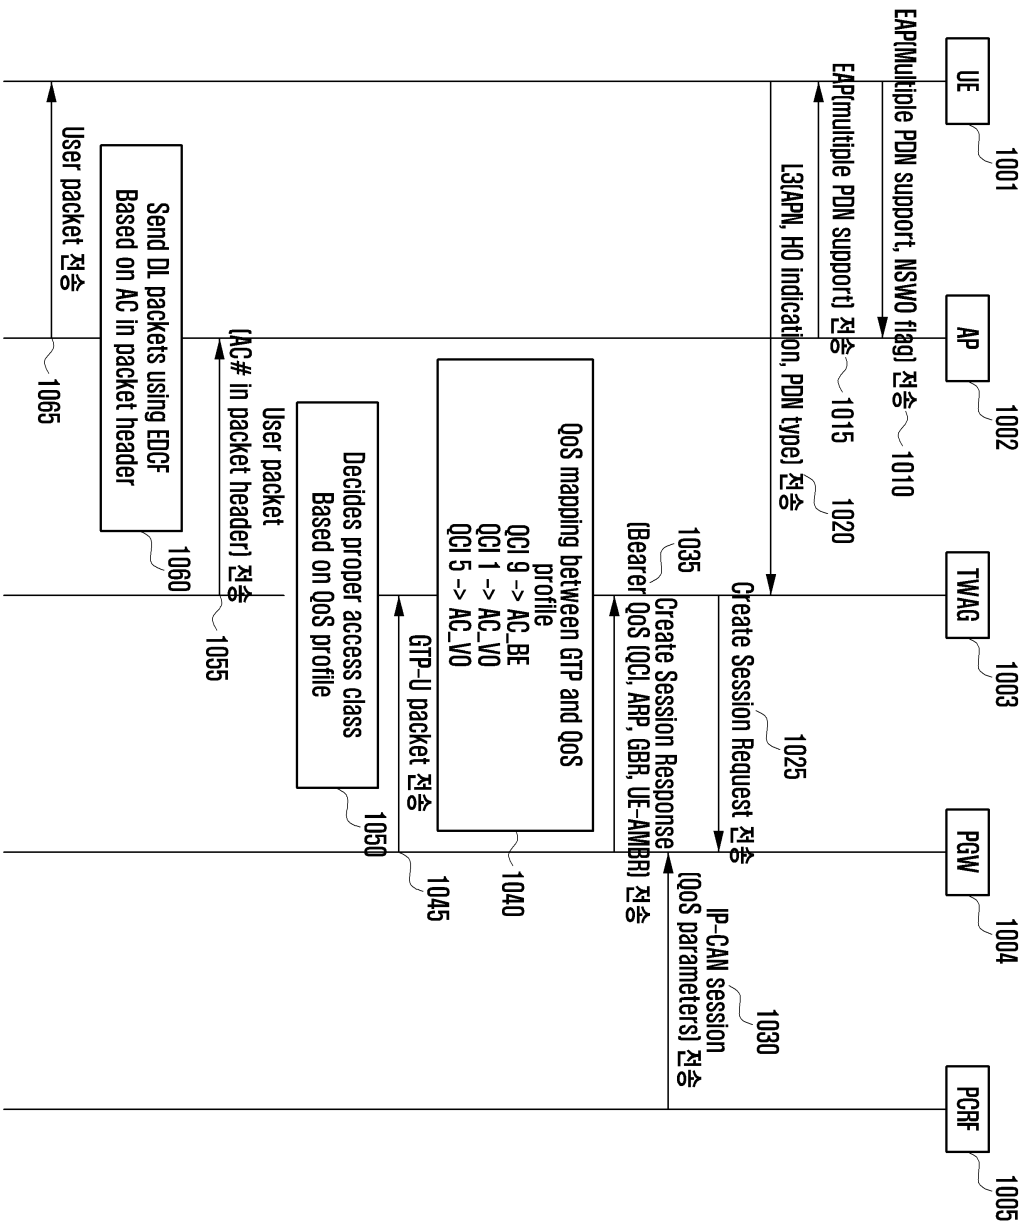 UE
1001
AP
1002
TWAG
1003
PGW
1004
PCRF
1005
EAP(Multiple PDN support, NSWO flag) 전송
1010
EAP(multiple PDN support) 전송
1015
L3(APN, HO indication, PDN type) 전송
1020
Create Session Request 전송
1025
IP-CAN session
(QoS parameters) 전송
1030
1035
Create Session Response
(Bearer QoS (QCI, ARP, GBR, UE-AMBR) 전송
QoS mapping between GTP and QoS
profile
QCI 9 -> AC_BE
QCI 1 -> AC_VO
QCI 5 -> AC_VO
1040
GTP-U packet 전송
1045
Decides proper access class
Based on QoS profile
1050
User packet
(AC# in packet header) 전송
1055
Send DL packets using EDCF
Based on AC in packet header
1060
User packet 전송
1065